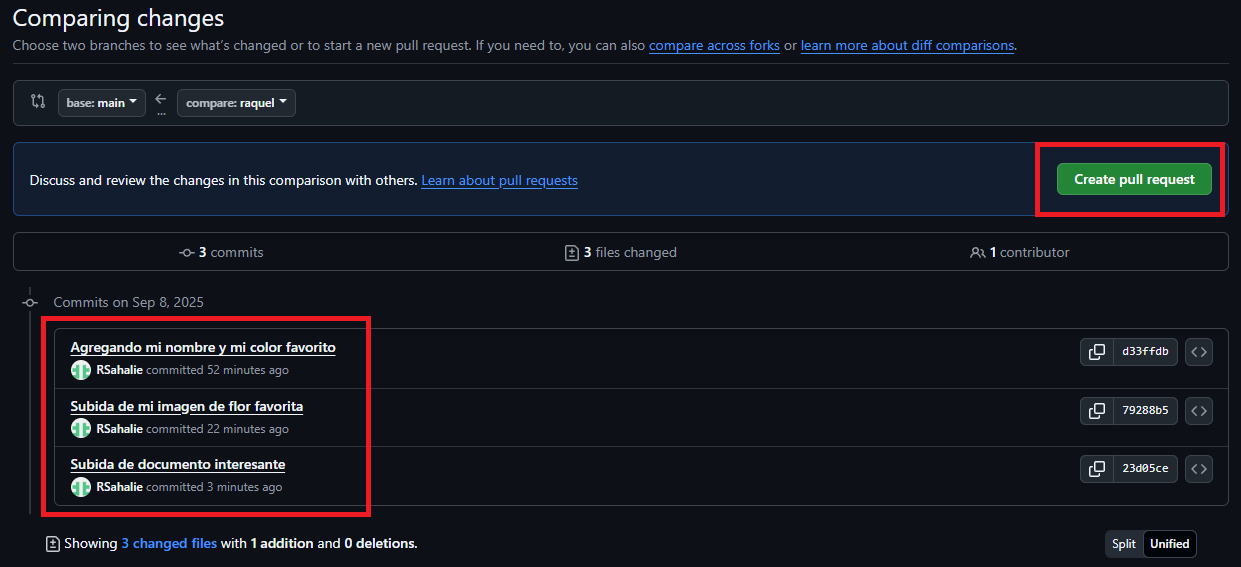 Comparing changes
Choose two branches to see what's changed or to start a new pull request. If you need to, you can also compare across forks or learn more about diff comparisons.
base: main compare: raquel
...
Discuss and review the changes in this comparison with others. Learn about pull requests
Create pull request
3 commits 3 files changed 1 contributor
Commits on Sep 8, 2025
Agregando mi nombre y mi color favorito
RSahalie committed 52 minutes ago
d33ffdb
Subida de mi imagen de flor favorita
RSahalie committed 22 minutes ago
79288b5
Subida de documento interesante
RSahalie committed 3 minutes ago
23d05ce
Showing 3 changed files with 1 addition and 0 deletions.
Split Unified